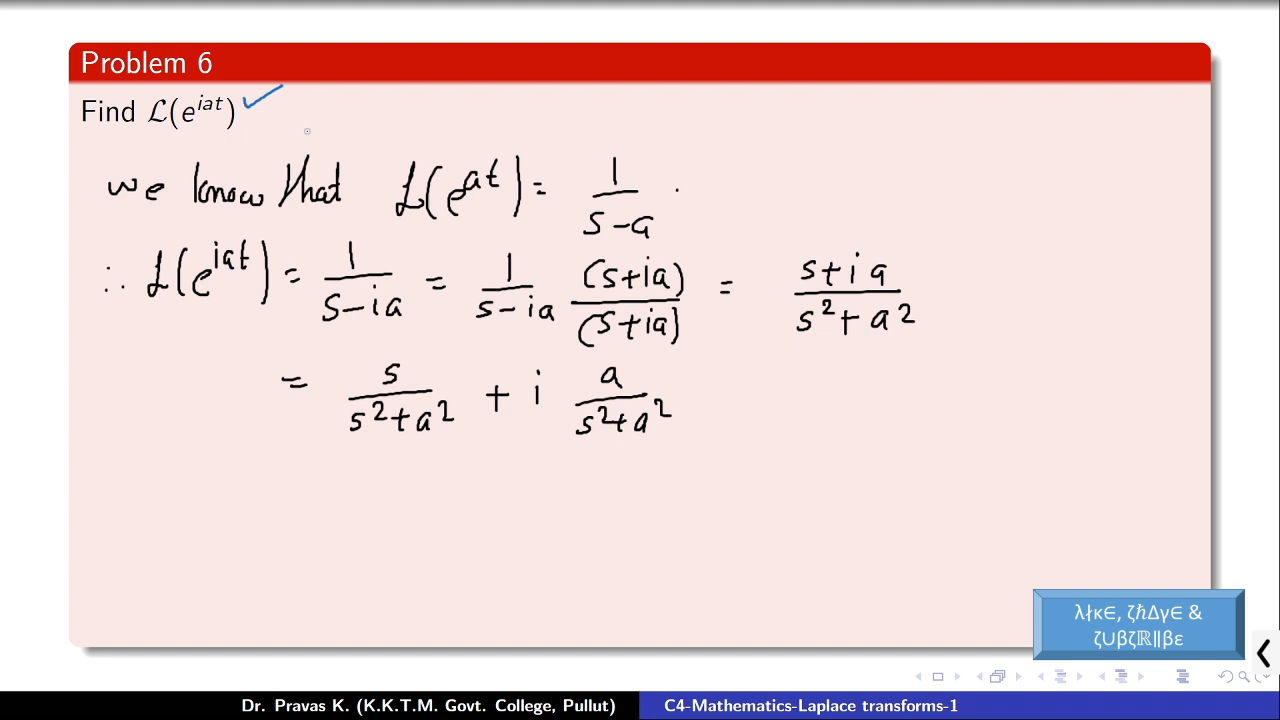 Problem 6
Find ℒ(e^{iat})
we know that ℒ(e^{at}) = 1/(s-a) .
∴ ℒ(e^{iat}) = 1/(s-ia) = 1/(s-ia) (s+ia)/(s+ia) = (s+ia)/(s²+a²)
= s/(s²+a²) + i a/(s²+a²)
λłκ∈, ζℏΔγ∈ &
ζ∪βζℝ∥βε
Dr. Pravas K. (K.K.T.M. Govt. College, Pullut) C4-Mathematics-Laplace transforms-1